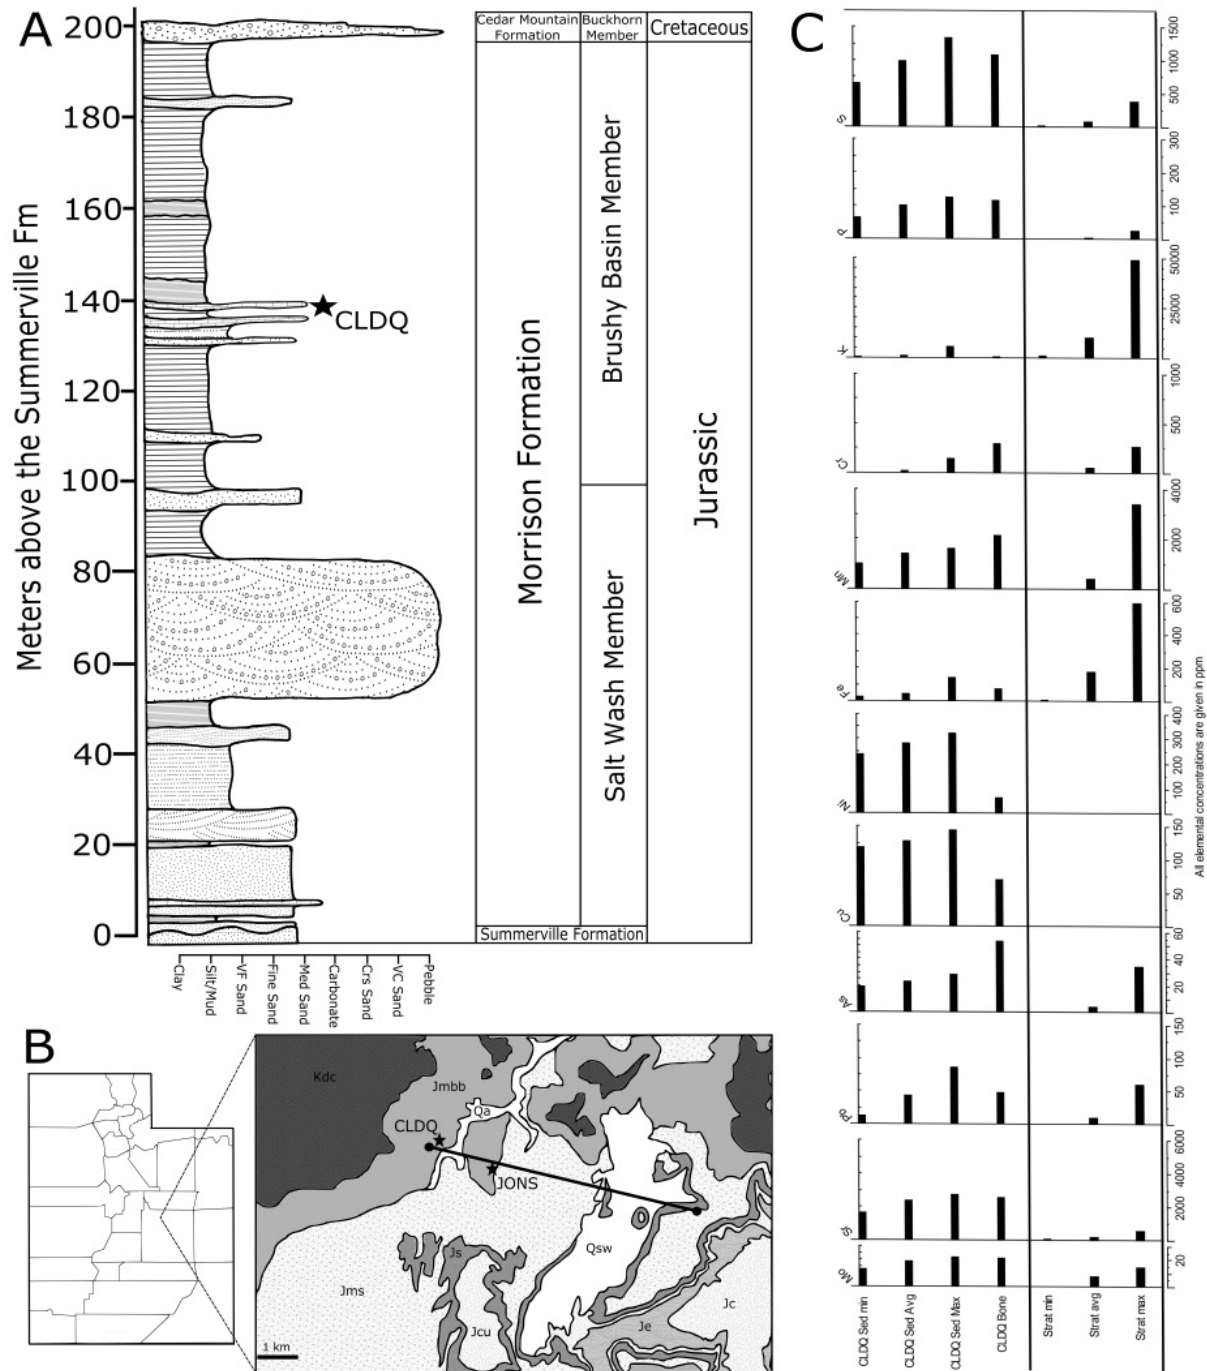 A
Meters above the Summerville Fm
200
180
160
140
120
100
80
60
40
20
0
CLDQ
Clay
Silt/Mud
VF Sand
Fine Sand
Med Sand
Carbonate
Crs Sand
VC Sand
Pebble
Cedar Mountain
Formation
Buckhorn
Member
Cretaceous
Morrison Formation
Brushy Basin Member
Salt Wash Member
Jurassic
Summerville Formation
B
Kdc
Jmbb
Qa
CLDQ
JONS
Js
Jms
Jcu
Qsw
Je
Jc
1 km
C
S
1500
1000
500
P
300
200
100
K
50000
25000
Cr
1000
500
Mn
4000
2000
Fe
600
400
200
Ni
400
300
200
100
Cu
150
100
50
As
60
40
20
Pb
150
100
50
Sr
6000
4000
2000
Mo
20
CLDQ Sed min
CLDQ Sed Avg
CLDQ Sed Max
CLDQ Bone
Strat min
Strat avg
Strat max
All elemental concentrations are given in ppm